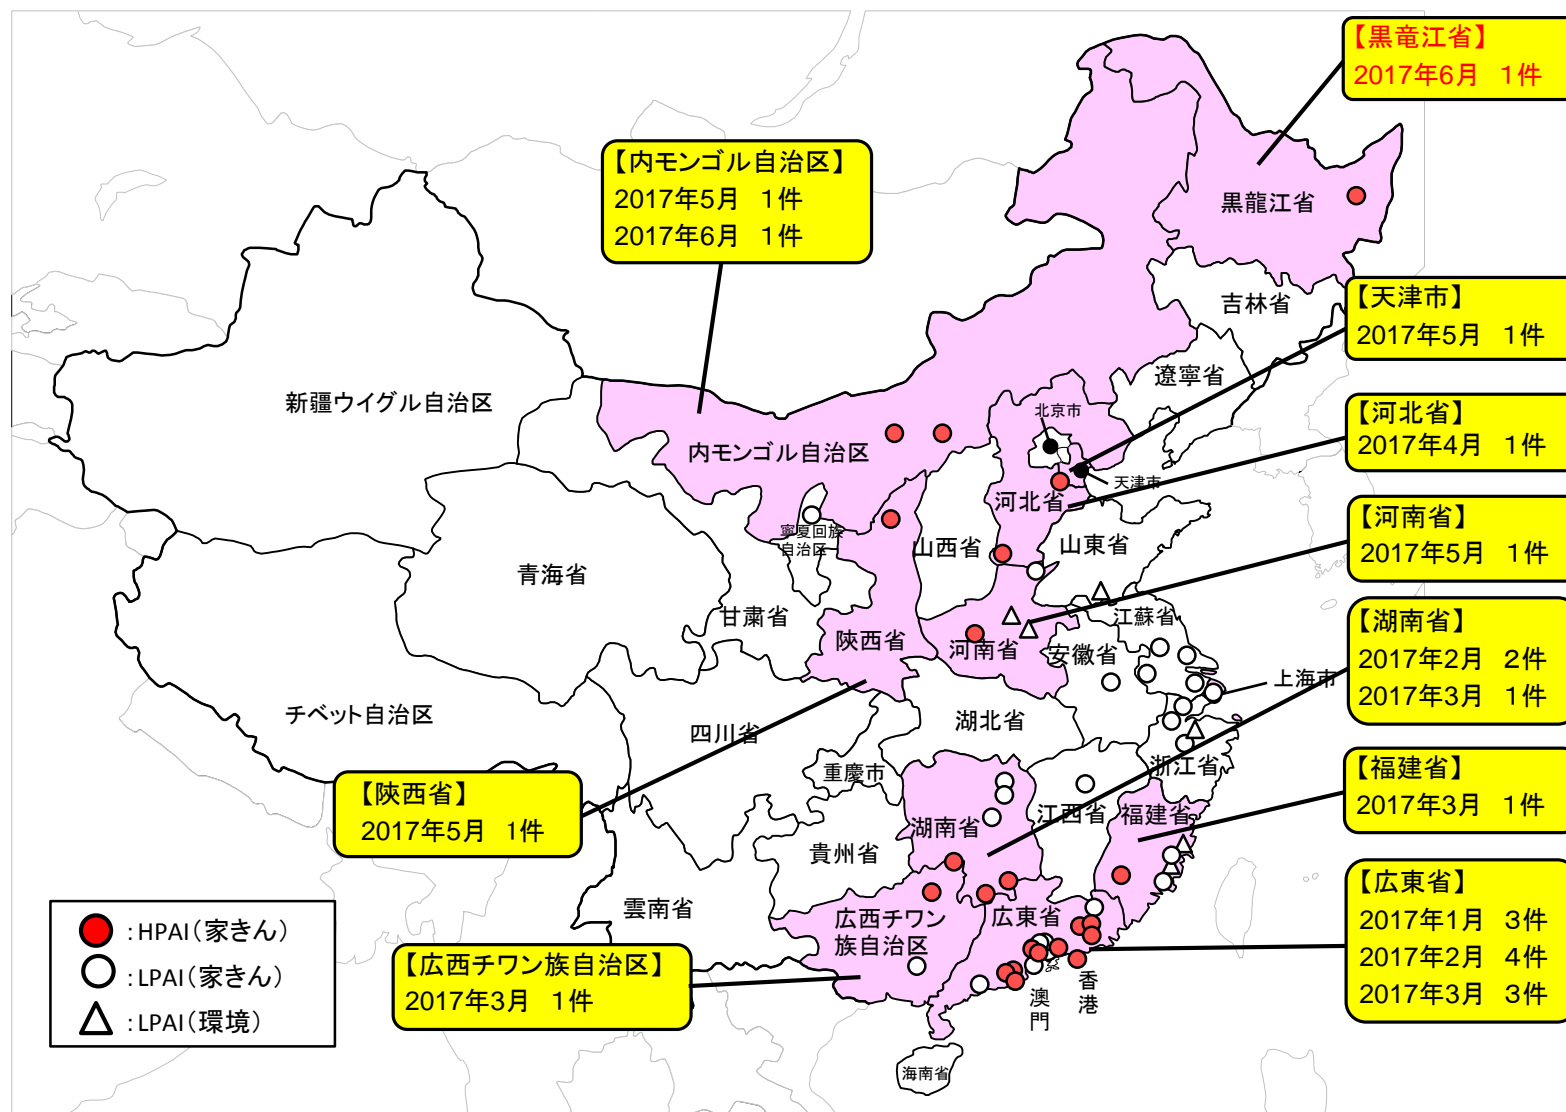 【黒竜江省】
2017年6月 1件
【内モンゴル自治区】
2017年5月 1件
2017年6月 1件
黒龍江省
吉林省
【天津市】
2017年5月 1件
遼寧省
新疆ウイグル自治区
北京市
【河北省】
2017年4月 1件
内モンゴル自治区
天津市
河北省
【河南省】
2017年5月 1件
寧夏回族
自治区
山西省
山東省
青海省
甘粛省
江蘇省
陝西省
河南省
安徽省
【湖南省】
2017年2月 2件
2017年3月 1件
上海市
チベット自治区
四川省
湖北省
重慶市
浙江省
【陝西省】
2017年5月 1件
【福建省】
2017年3月 1件
江西省
福建省
湖南省
貴州省
雲南省
広西チワン
族自治区
広東省
【広東省】
2017年1月 3件
2017年2月 4件
2017年3月 3件
【広西チワン族自治区】
2017年3月 1件
香港
澳門
海南省
:HPAI(家きん)
:LPAI(家きん)
:LPAI(環境)